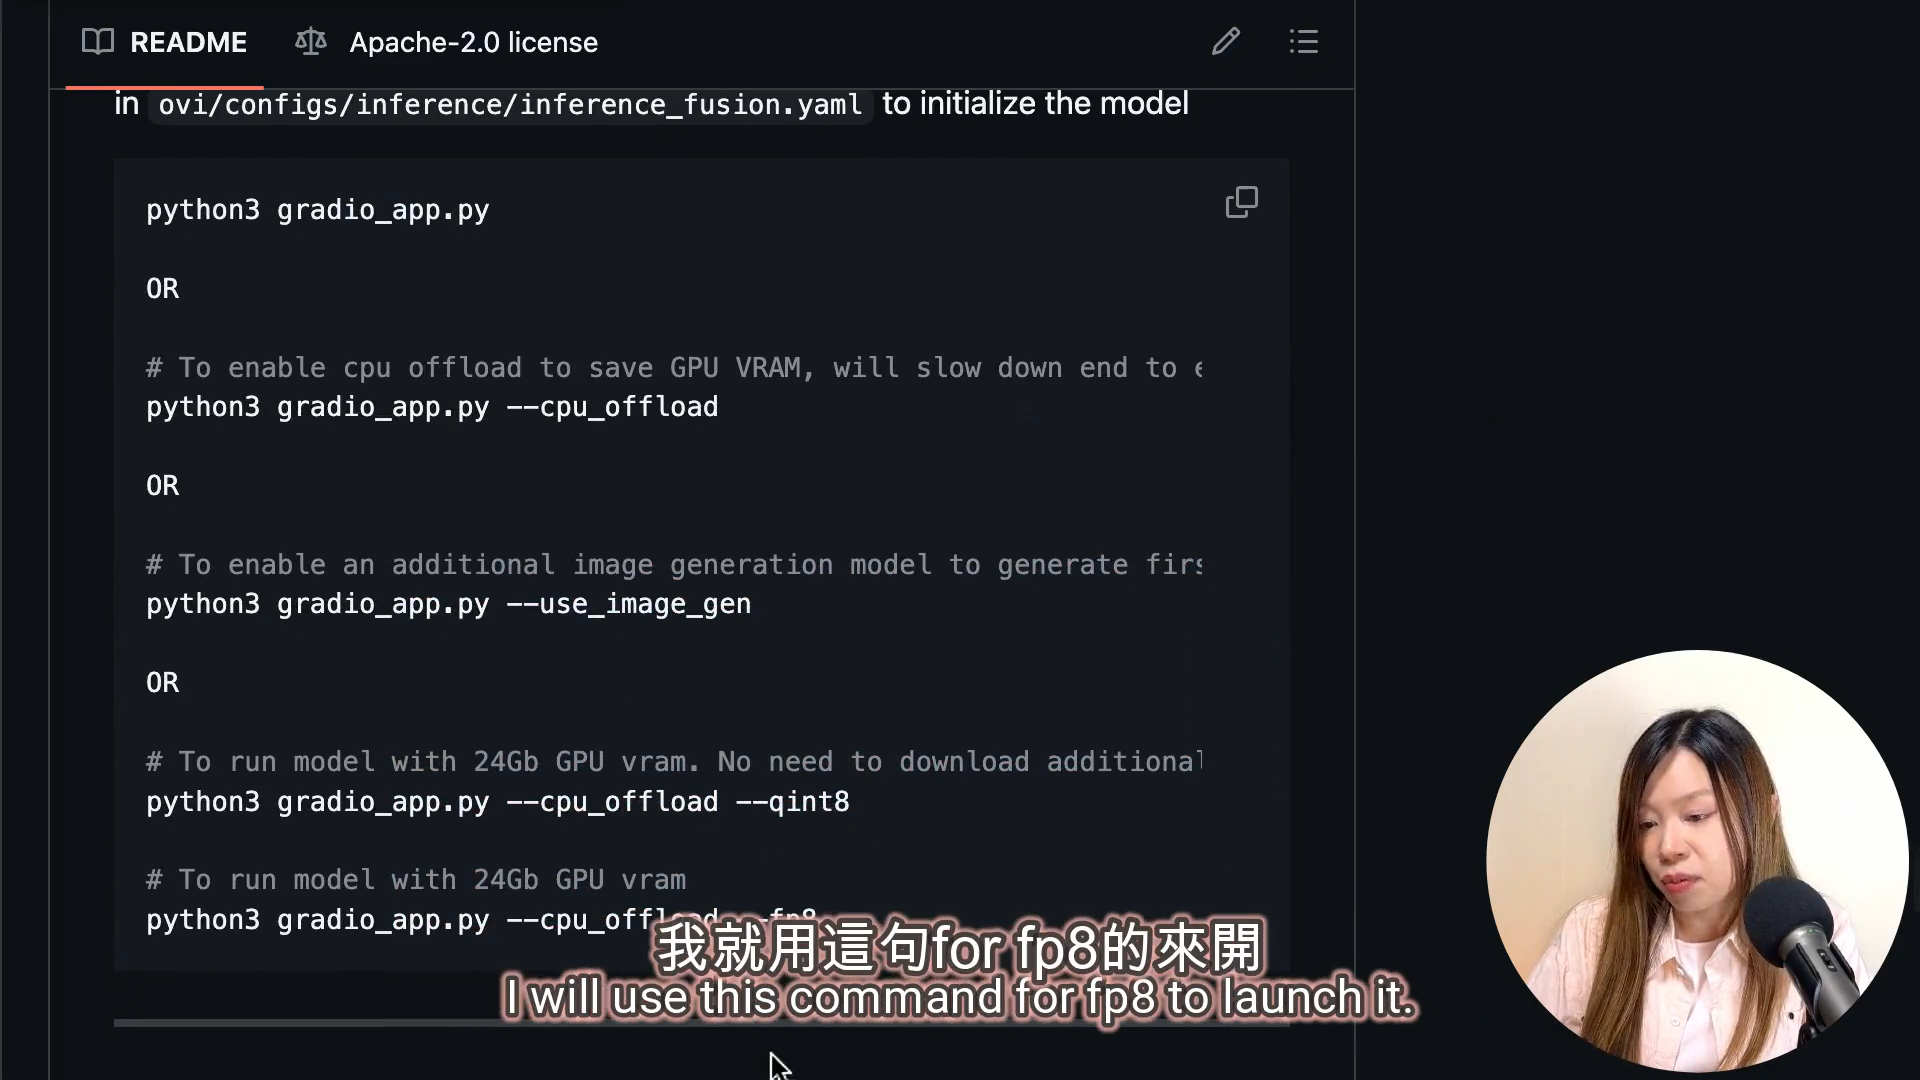 README
Apache-2.0 license
in ovi/configs/inference/inference_fusion.yaml to initialize the model
python3 gradio_app.py
OR
# To enable cpu offload to save GPU VRAM, will slow down end to
python3 gradio_app.py --cpu_offload
OR
# To enable an additional image generation model to generate
python3 gradio_app.py --use_image_gen
OR
# To run model with 24Gb GPU vram. No need to download additional
python3 gradio_app.py --cpu_offload --qint8
# To run model with 24Gb GPU vram
python3 gradio_app.py --cpu_offload --fp8
我就用這句for fp8的來開
I will use this command for fp8 to launch it.